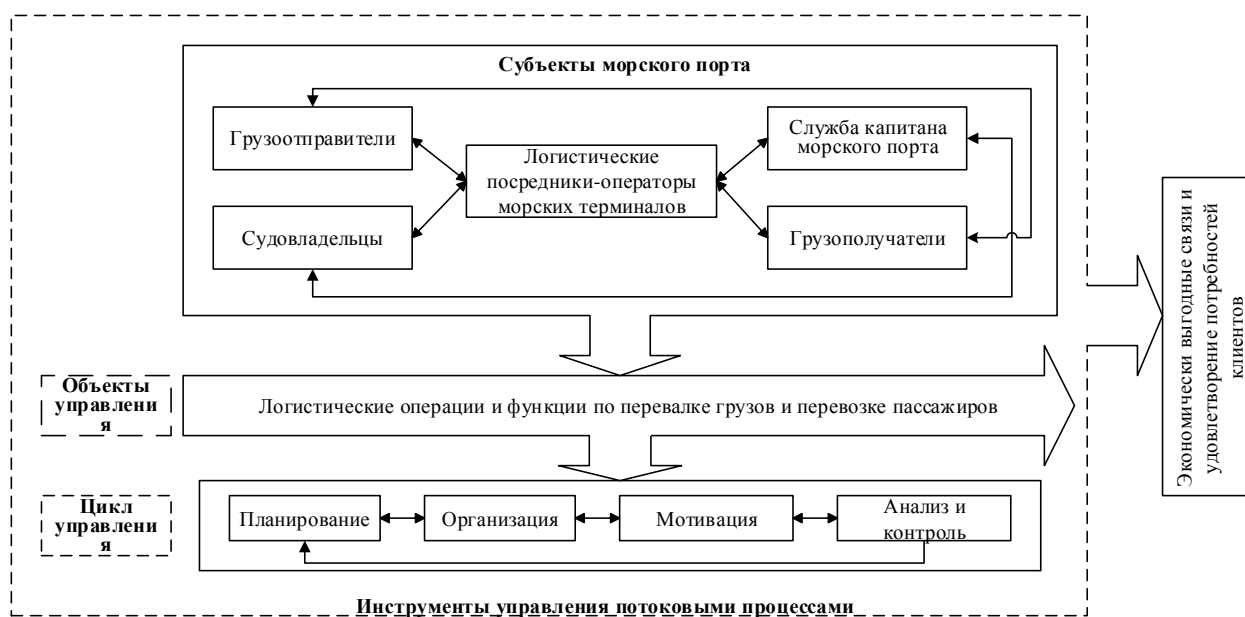 Субъекты морского порта
Грузоотправители
Служба капитана
морского порта
Логистические
посредники-операторы
морских терминалов
Судовладельцы
Грузополучатели
Экономически выгодные связи и
удовлетворение потребностей
клиентов
Объекты
управлени
я
Логистические операции и функции по перевалке грузов и перевозке пассажиров
Цикл
управлени
я
Планирование
Организация
Мотивация
Анализ и
контроль
Инструменты управления потоковыми процессами